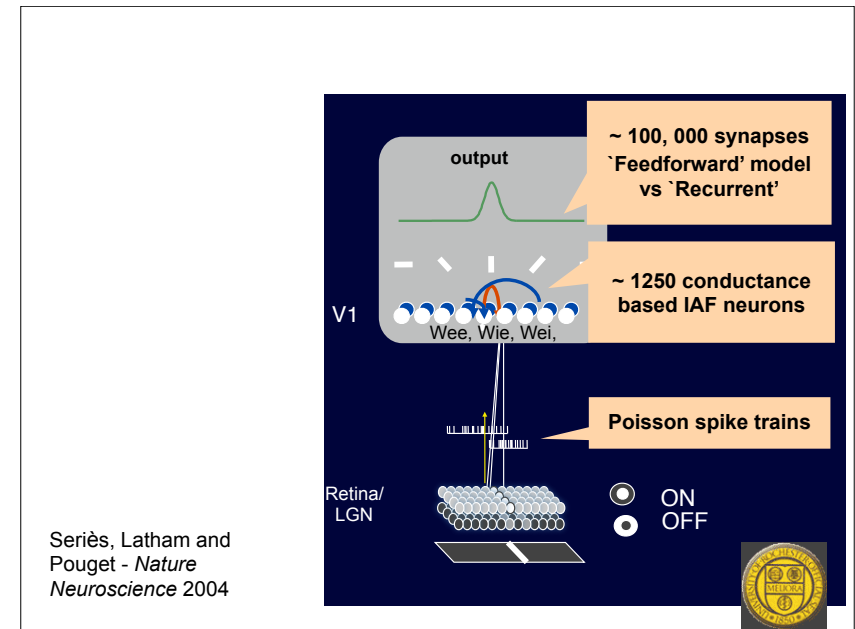 ~ 100, 000 synapses
`Feedforward’ model
vs `Recurrent’
output
~ 1250 conductance
based IAF neurons
V1
Wee, Wie, Wei,
Poisson spike trains
Retina/
LGN
ON
OFF
Seriès, Latham and
Pouget - Nature
Neuroscience 2004
MELIORA